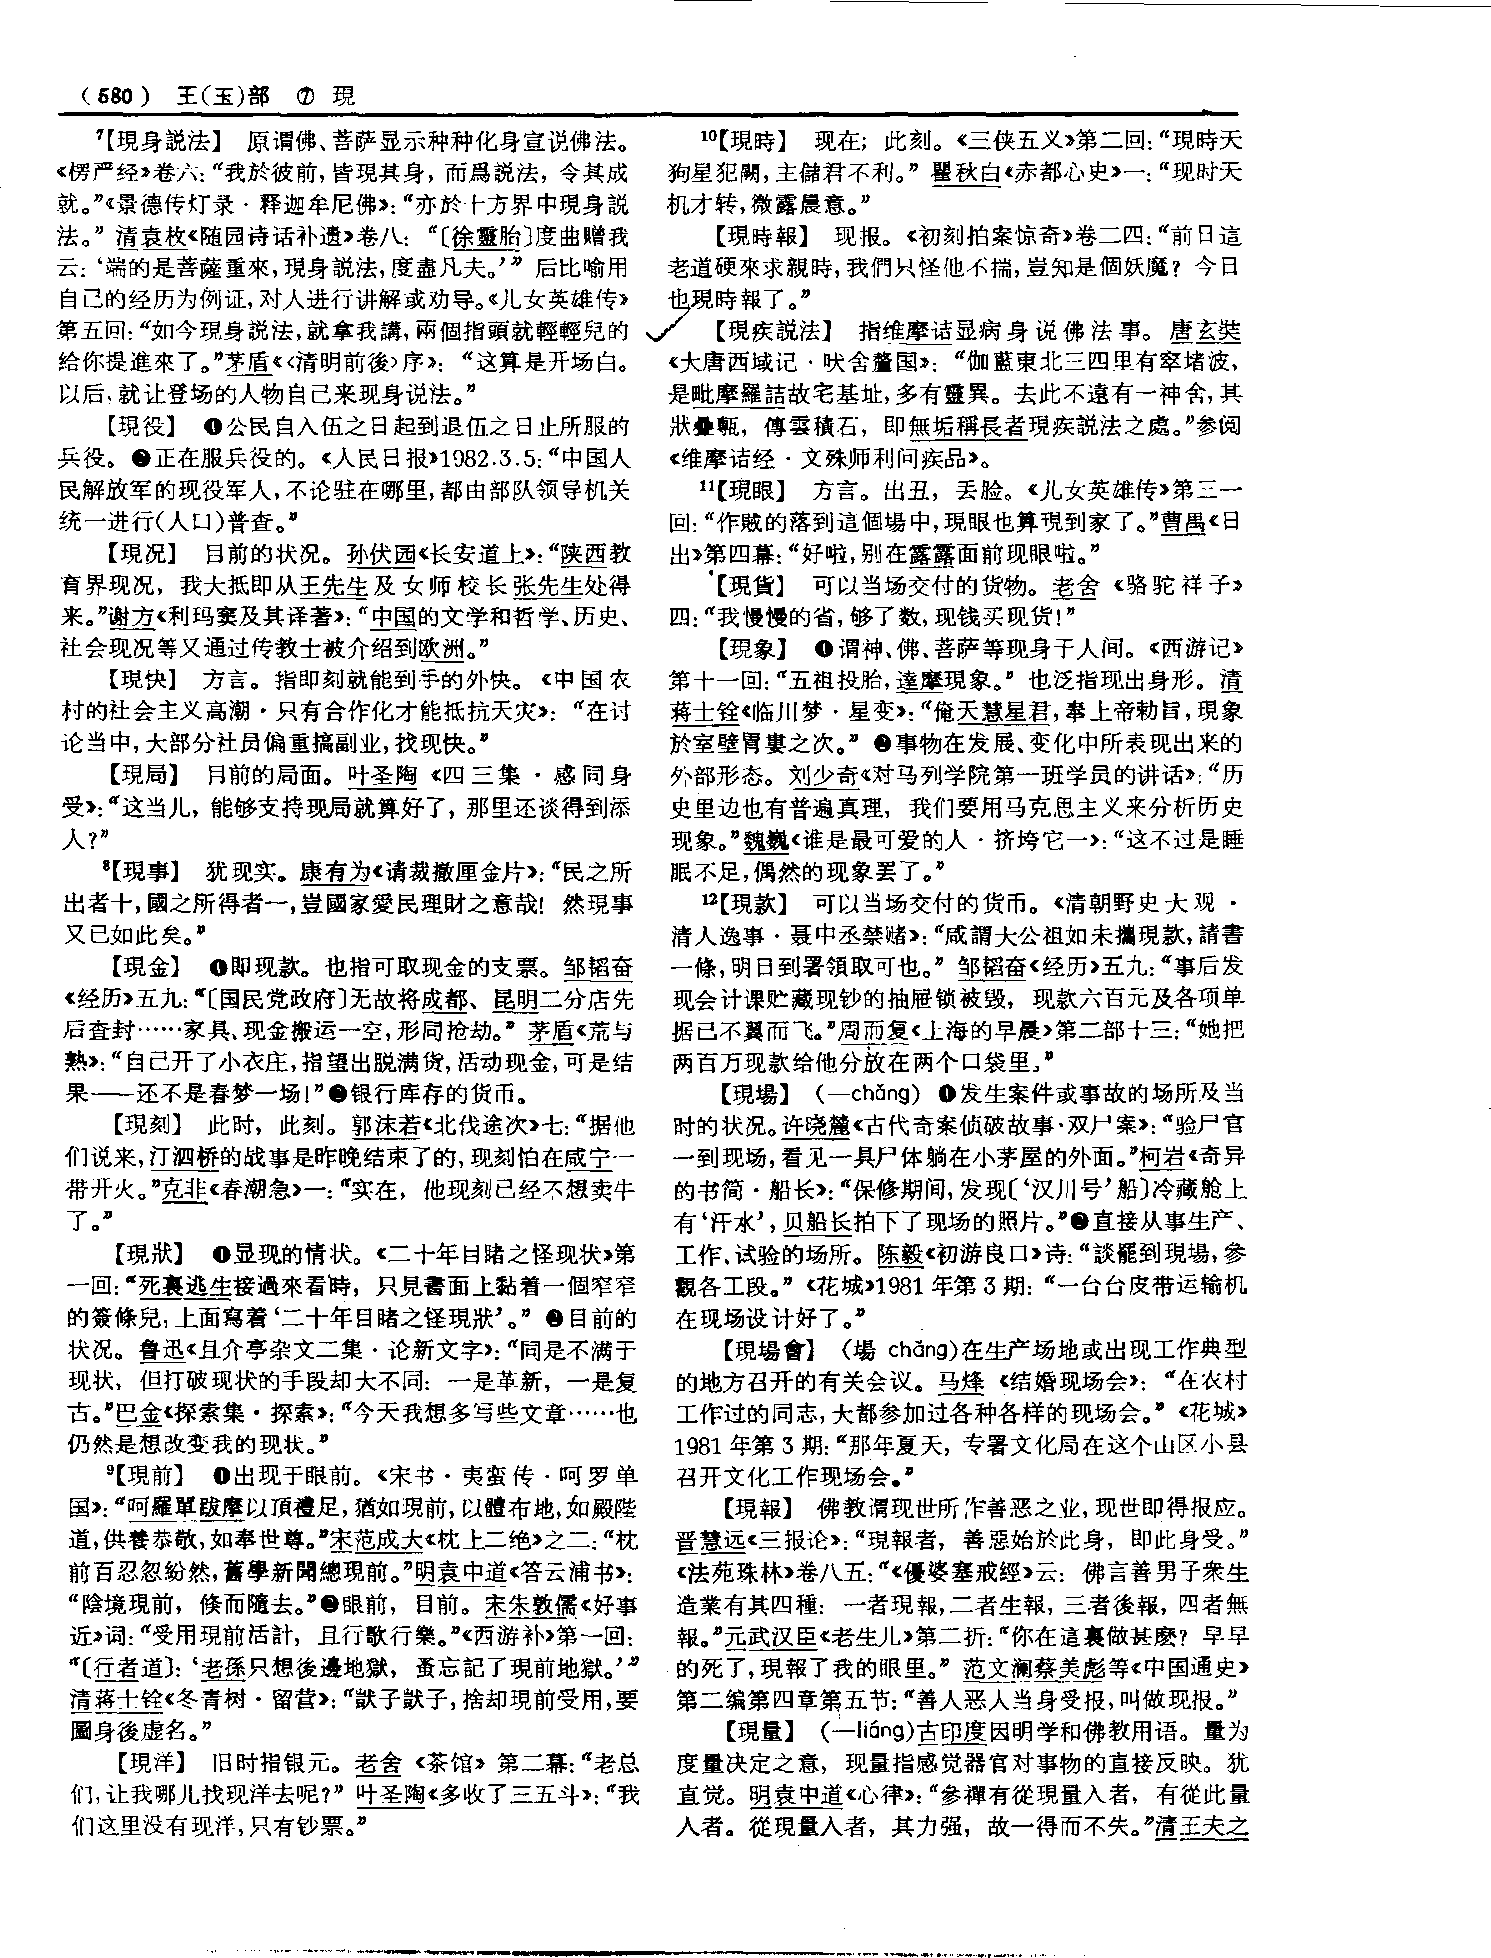 （580） 王(玉)部 ⑦ 現
⁷【現身説法】 原谓佛、菩萨显示种种化身宣说佛法。
《楞严经》卷六：“我於彼前，皆現其身，而爲説法，令其成
就。”《景德传灯录·释迦牟尼佛》：“亦於十方界中現身説
法。”清袁枚《随园诗话补遗》卷八：“〔徐靈胎〕度曲赠我
云：‘端的是菩薩重來，現身説法，度盡凡夫。’”后比喻用
自己的经历为例证，对人进行讲解或劝导。《儿女英雄传》
第五回：“如今現身説法，就拿我講，兩個指頭就輕輕兒的
给你提進來了。”茅盾《〈清明前後〉序》：“这算是开场白。
以后，就让登场的人物自己来现身说法。”
【現役】 ❶公民自入伍之日起到退伍之日止所服的
兵役。❷正在服兵役的。《人民日报》1982.3.5：“中国人
民解放军的现役军人，不论驻在哪里，都由部队领导机关
统一进行(人口)普查。”
【現况】 目前的状况。孙伏园《长安道上》：“陕西教
育界现况，我大抵即从王先生及女师校长张先生处得
来。”谢方《利玛窦及其译著》：“中国的文学和哲学、历史、
社会现况等又通过传教士被介绍到欧洲。”
【現快】 方言。指即刻就能到手的外快。《中国农
村的社会主义高潮·只有合作化才能抵抗天灾》：“在讨
论当中，大部分社员偏重搞副业，找现快。”
【現局】 目前的局面。叶圣陶《四三集·感同身
受》：“这当儿，能够支持现局就算好了，那里还谈得到添
人？”
⁸【現事】 犹现实。康有为《请裁撤厘金片》：“民之所
出者十，國之所得者一，豈國家愛民理財之意哉！然現事
又已如此矣。”
【現金】 ❶即现款。也指可取现金的支票。邹韬奋
《经历》五九：“〔国民党政府〕无故将成都、昆明二分店先
后查封……家具、现金搬运一空，形同抢劫。”茅盾《荒与
熟》：“自己开了小衣庄，指望出脱满货，活动现金，可是结
果——还不是春梦一场！”❷银行库存的货币。
【現刻】 此时，此刻。郭沫若《北伐途次》七：“据他
们说来，汀泗桥的战事是昨晚结束了的，现刻怕在咸宁一
带开火。”克非《春潮急》一：“实在，他现刻已经不想卖牛
了。”
【現狀】 ❶显现的情状。《二十年目睹之怪现状》第
一回：“死裏逃生接過來看時，只見書面上黏着一個窄窄
的簽條兒，上面寫着‘二十年目睹之怪現狀’。”❷目前的
状况。鲁迅《且介亭杂文二集·论新文字》：“同是不满于
现状，但打破现状的手段却大不同：一是革新，一是复
古。”巴金《探索集·探索》：“今天我想多写些文章……也
仍然是想改变我的现状。”
⁹【現前】 ❶出现于眼前。《宋书·夷蛮传·呵罗单
国》：“呵羅單跋摩以頂禮足，猶如現前，以體布地，如殿陛
道，供養恭敬，如奉世尊。”宋范成大《枕上二绝》之二：“枕
前百忍忽紛然，舊學新聞總現前。”明袁中道《答云浦书》：
“陰境現前，倏而隨去。”❷眼前，目前。宋朱敦儒《好事
近》词：“受用現前活計，且行歌行樂。”《西游补》第一回：
“〔行者道〕：‘老孫只想後邊地獄，蚤忘記了現前地獄。’”
清蒋士铨《冬青树·留营》：“獃子獃子，捨却現前受用，要
圖身後虚名。”
【現洋】 旧时指银元。老舍《茶馆》第二幕：“老总
们，让我哪儿找现洋去呢？”叶圣陶《多收了三五斗》：“我
们这里没有现洋，只有钞票。”
¹⁰【現時】 现在；此刻。《三侠五义》第二回：“現時天
狗星犯闕，主儲君不利。”瞿秋白《赤都心史》一：“现时天
机才转，微露晨意。”
【現時報】 现报。《初刻拍案惊奇》卷二四：“前日這
老道硬來求親時，我們只怪他不揣，豈知是個妖魔？今日
也現時報了。”
【現疾説法】 指维摩诘显病身说佛法事。唐玄奘
《大唐西域记·吠舍釐国》：“伽藍東北三四里有窣堵波，
是毗摩羅詰故宅基址，多有靈異。去此不遠有一神舍，其
狀疊甎，傳雲積石，即無垢稱長者現疾説法之處。”参阅
《维摩诘经·文殊师利问疾品》。
¹¹【現眼】 方言。出丑，丢脸。《儿女英雄传》第三一
回：“作賊的落到這個場中，現眼也算現到家了。”曹禺《日
出》第四幕：“好啦，别在露露面前现眼啦。”
【現貨】 可以当场交付的货物。老舍《骆驼祥子》
四：“我慢慢的省，够了数，现钱买现货！”
【現象】 ❶谓神、佛、菩萨等现身于人间。《西游记》
第十一回：“五祖投胎，達摩現象。”也泛指现出身形。清
蒋士铨《临川梦·星变》：“俺天慧星君，奉上帝勅旨，現象
於室壁胃婁之次。”❷事物在发展、变化中所表现出来的
外部形态。刘少奇《对马列学院第一班学员的讲话》：“历
史里边也有普遍真理，我们要用马克思主义来分析历史
现象。”魏巍《谁是最可爱的人·挤垮它一》：“这不过是睡
眠不足，偶然的现象罢了。”
¹²【現款】 可以当场交付的货币。《清朝野史大观·
清人逸事·聂中丞禁赌》：“咸謂大公祖如未攜現款，請書
一條，明日到署領取可也。”邹韬奋《经历》五九：“事后发
现会计课贮藏现钞的抽屉锁被毁，现款六百元及各项单
据已不翼而飞。”周而复《上海的早晨》第二部十三：“她把
两百万现款给他分放在两个口袋里。”
【現場】 (—chǎng) ❶发生案件或事故的场所及当
时的状况。许晓麓《古代奇案侦破故事·双尸案》：“验尸官
一到现场，看见一具尸体躺在小茅屋的外面。”柯岩《奇异
的书简·船长》：“保修期间，发现〔‘汉川号’船〕冷藏舱上
有‘汗水’，贝船长拍下了现场的照片。”❷直接从事生产、
工作、试验的场所。陈毅《初游良口》诗：“談罷到現場，參
觀各工段。”《花城》1981年第3期：“一台台皮带运输机
在现场设计好了。”
【現場會】 (場 chǎng)在生产场地或出现工作典型
的地方召开的有关会议。马烽《结婚现场会》：“在农村
工作过的同志，大都参加过各种各样的现场会。”《花城》
1981年第3期：“那年夏天，专署文化局在这个山区小县
召开文化工作现场会。”
【現報】 佛教谓现世所作善恶之业，现世即得报应。
晋慧远《三报论》：“現報者，善惡始於此身，即此身受。”
《法苑珠林》卷八五：“《優婆塞戒經》云：佛言善男子衆生
造業有其四種：一者現報，二者生報，三者後報，四者無
報。”元武汉臣《老生儿》第二折：“你在這裏做甚麽？早早
的死了，現報了我的眼里。”范文澜蔡美彪等《中国通史》
第二编第四章第五节：“善人恶人当身受报，叫做现报。”
【現量】 (—liáng)古印度因明学和佛教用语。量为
度量决定之意，现量指感觉器官对事物的直接反映。犹
直觉。明袁中道《心律》：“參禪有從現量入者，有從此量
入者。從現量入者，其力强，故一得而不失。”清王夫之